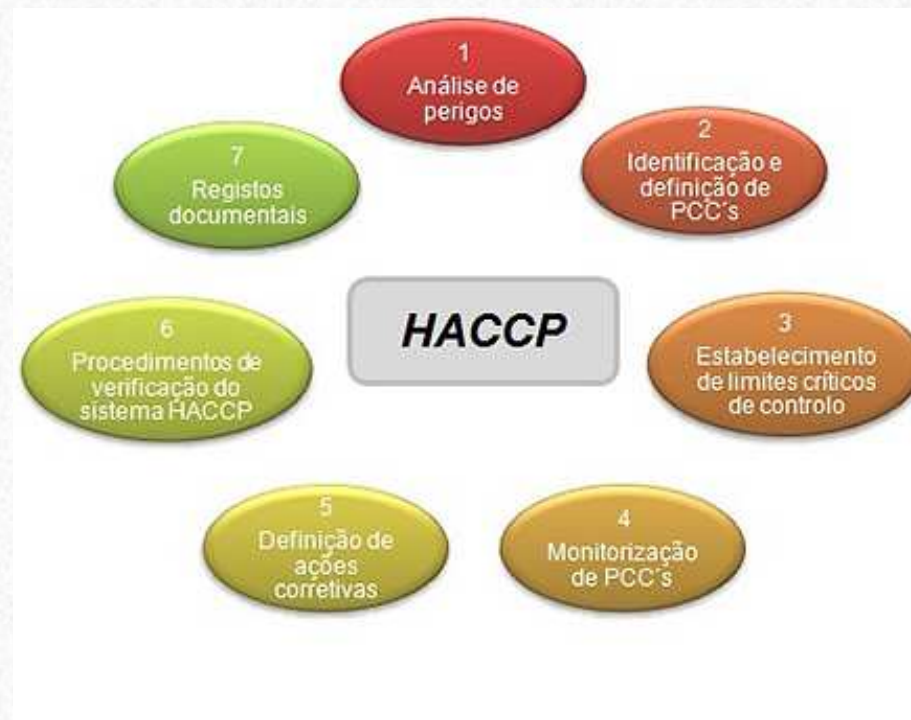 1
Análise de
perigos
2
Identificação e
definição de
PCC´s
3
Estabelecimento
de limites críticos
de controlo
4
Monitorização
de PCC´s
5
Definição de
ações
corretivas
6
Procedimentos de
verificação do
sistema HACCP
7
Registos
documentais
HACCP